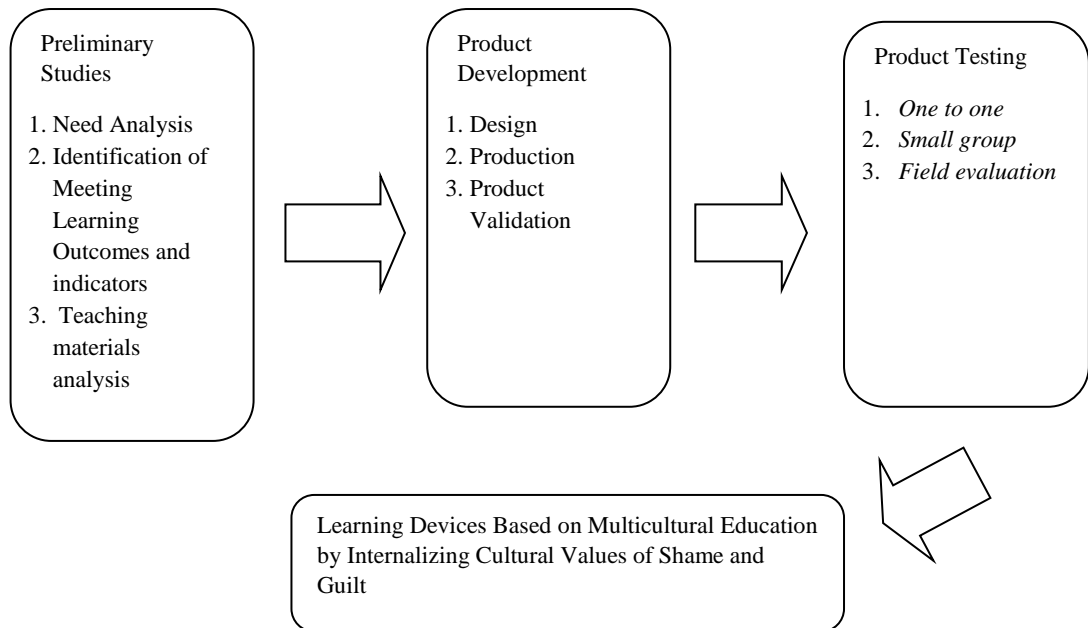 Preliminary
Studies
1. Need Analysis
2. Identification of
Meeting
Learning
Outcomes and
indicators
3. Teaching
materials
analysis
Product
Development
1. Design
2. Production
3. Product
Validation
Product Testing
1. One to one
2. Small group
3. Field evaluation
Learning Devices Based on Multicultural Education
by Internalizing Cultural Values of Shame and
Guilt